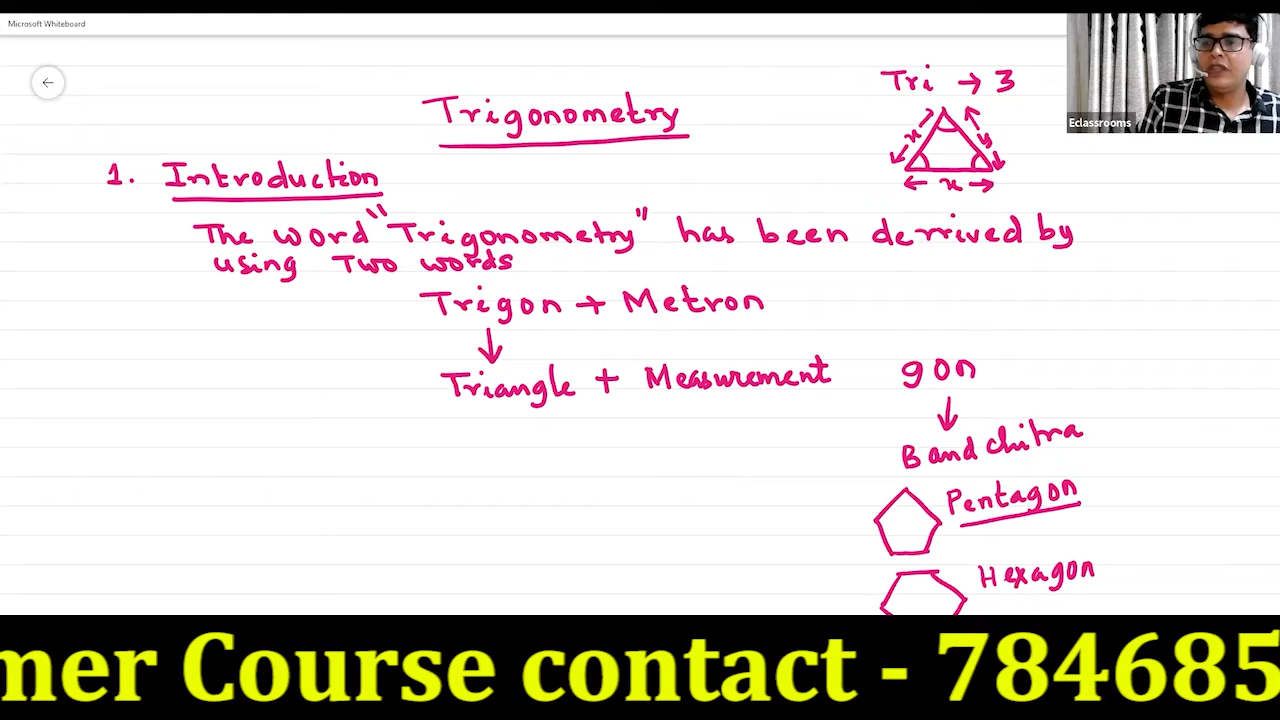 Microsoft Whiteboard
Tri → 3
Trigonometry
x y
x
Eclassrooms
1. Introduction
The word "Trigonometry" has been derrived by
using Two words
Trigon + Metron
↓
Triangle + Measurement
gon
↓
Band chitra
Pentagon
Hexagon
mer Course contact - 784685